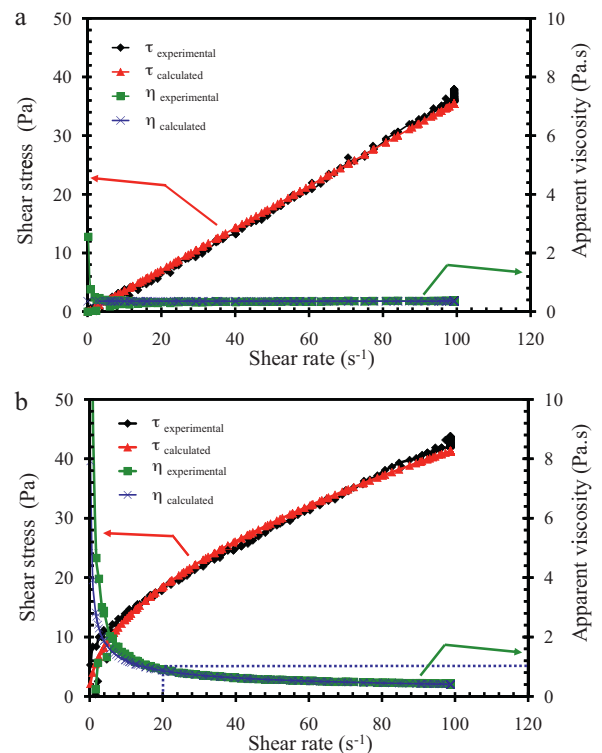 a
50
40
30
20
10
0
Shear stress (Pa)
τ experimental
τ calculated
η experimental
η calculated
10
8
6
4
2
0
Apparent viscosity (Pa.s)
0 20 40 60 80 100 120
Shear rate (s-1)
b
50
40
30
20
10
0
Shear stress (Pa)
τ experimental
τ calculated
η experimental
η calculated
10
8
6
4
2
0
Apparent viscosity (Pa.s)
0 20 40 60 80 100 120
Shear rate (s-1)